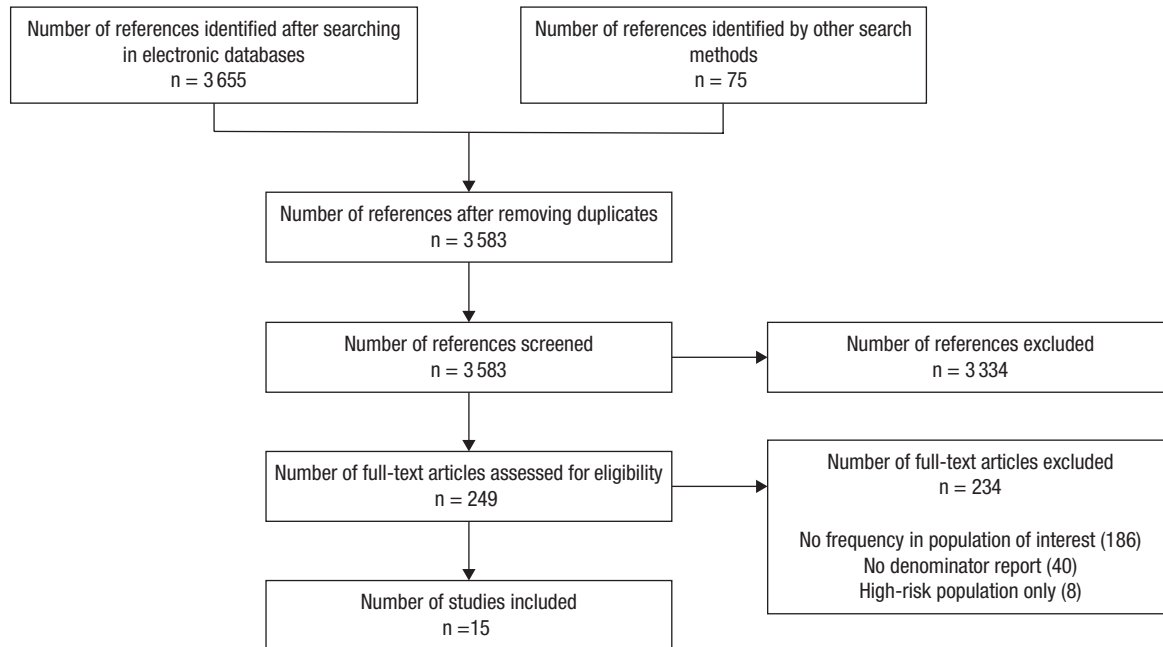 Number of references identified after searching
in electronic databases
n = 3 655
Number of references identified by other search
methods
n = 75
Number of references after removing duplicates
n = 3 583
Number of references screened
n = 3 583
Number of references excluded
n = 3 334
Number of full-text articles assessed for eligibility
n = 249
Number of full-text articles excluded
n = 234
No frequency in population of interest (186)
No denominator report (40)
High-risk population only (8)
Number of studies included
n =15